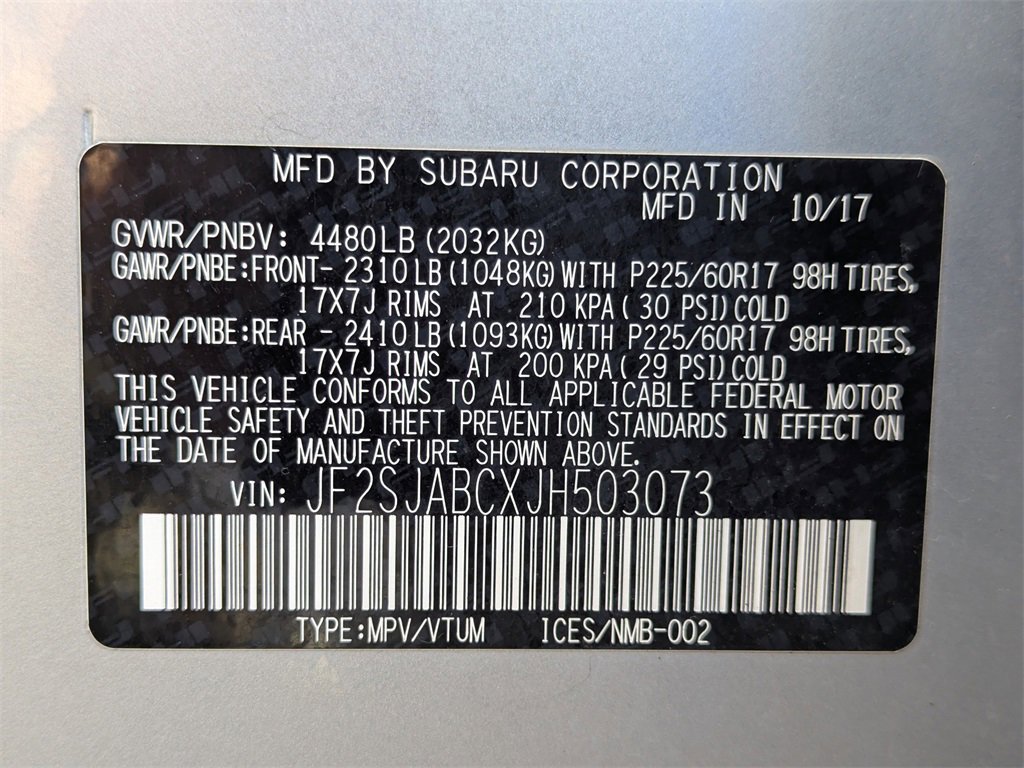 MFD BY SUBARU CORPORATION
MFD IN 10/17
GVWR/PNBV: 4480LB (2032KG)
GAWR/PNBE:FRONT- 2310LB (1048KG) WITH P225/60R17 98H TIRES,
17X7J RIMS AT 210 KPA ( 30 PSI) COLD
GAWR/PNBE:REAR - 2410LB (1093KG) WITH P225/60R17 98H TIRES,
17X7J RIMS AT 200 KPA ( 29 PSI) COLD
THIS VEHICLE CONFORMS TO ALL APPLICABLE FEDERAL MOTOR
VEHICLE SAFETY AND THEFT PREVENTION STANDARDS IN EFFECT ON
THE DATE OF MANUFACTURE SHOWN ABOVE.
VIN: JF2SJABCXJH503073
TYPE:MPV/VTUM ICES/NMB-002